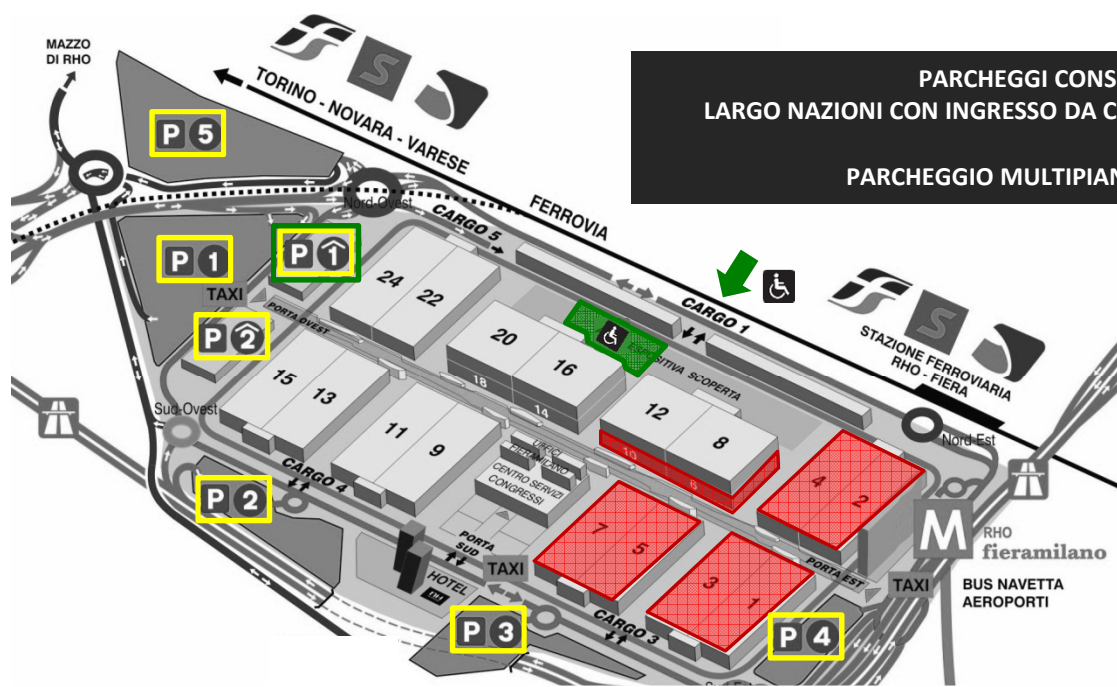 MAZZO
DI RHO
TORINO - NOVARA - VARESE
PARCHEGGI CONS
LARGO NAZIONI CON INGRESSO DA C
PARCHEGGIO MULTIPIAN
P 5
Nord-Ovest
FERROVIA
CARGO 5
P 1
P 1
TAXI
PORTA OVEST
24
22
CARGO 1
S
S
STAZIONE FERROVIARIA
RHO - FIERA
P 2
20
16
SITIVA SCOPERTA
18
14
15
13
12
8
Sud-Ovest
11
9
10
6
Nord-Est
UFFICI
FIERAMILANO
CENTRO SERVIZI
CONGRESSI
4
2
CARGO 4
P 2
7
5
M
RHO
fieramilano
PORTA
SUD
TAXI
PORTA EST
HOTEL
3
1
TAXI
BUS NAVETTA
AEROPORTI
P 3
CARGO 3
P 4